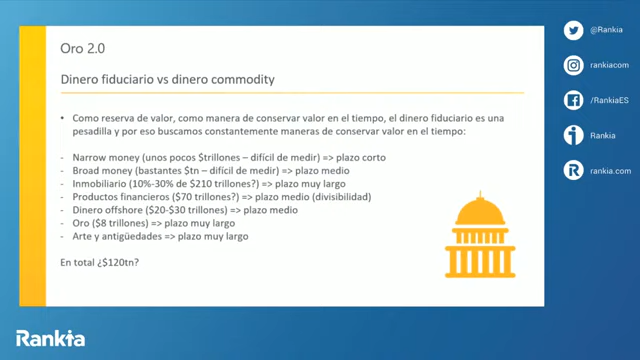 Oro 2.0
Dinero fiduciario vs dinero commodity
• Como reserva de valor, como manera de conservar valor en el tiempo, el dinero fiduciario es una
pesadilla y por eso buscamos constantemente maneras de conservar valor en el tiempo:
- Narrow money (unos pocos $trillones – difícil de medir) => plazo corto
- Broad money (bastantes $tn – difícil de medir) => plazo medio
- Inmobiliario (10%-30% de $210 trillones?) => plazo muy largo
- Productos financieros ($70 trillones?) => plazo medio (divisibilidad)
- Dinero offshore ($20-$30 trillones) => plazo medio
- Oro ($8 trillones) => plazo muy largo
- Arte y antigüedades => plazo muy largo
En total ¿$120tn?
@Rankia
rankiacom
/RankiaES
Rankia
rankia.com
Rankia